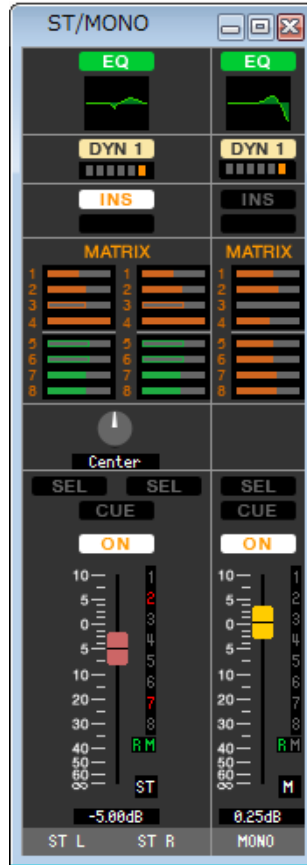 ST/MONO
EQ EQ
DYN 1 DYN 1
INS INS
MATRIX MATRIX
1 1 1
2 2 2
3 3 3
4 4 4
5 5 5
6 6 6
7 7 7
8 8 8
Center
SEL SEL SEL
CUE CUE
ON ON
10 1 10 1
5 2 5 2
0 3 0 3
5 4 5 4
5 5
10 6 10 6
20 7 20 7
30 8 30 8
40 R M 40 R M
50 50
60 60
∞ ST ∞ M
-5.00dB 0.25dB
ST L ST R MONO